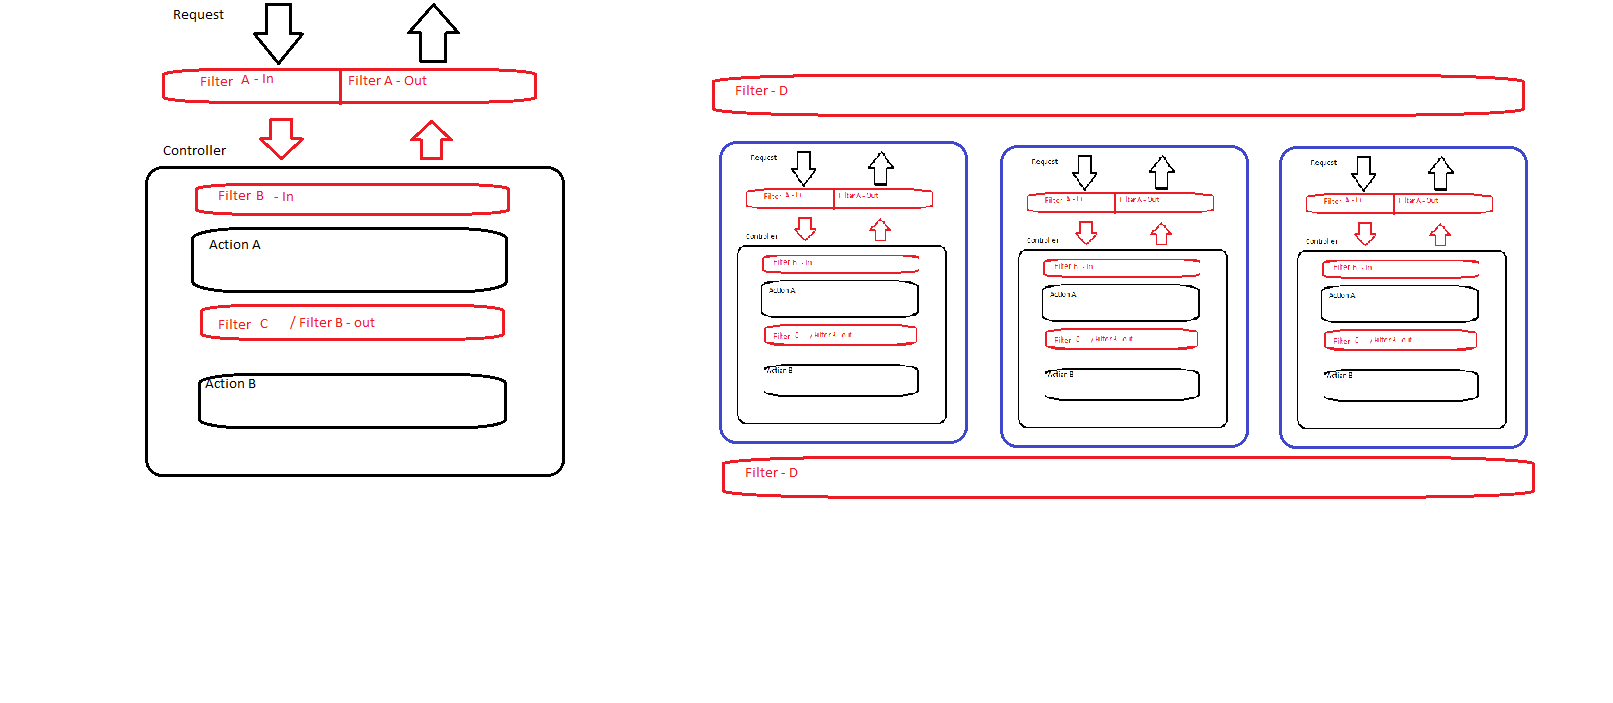 Request
Filter A - In
Filter A - Out
Controller
Filter B - In
Action A
Filter C / Filter B - out
Action B
Filter - D
Request
Filter A - In
Filter A - Out
Controller
Filter B - In
Action A
Filter C / Filter B - out
Action B
Request
Filter A - In
Filter A - Out
Controller
Filter B - In
Action A
Filter C / Filter B - out
Action B
Request
Filter A - In
Filter A - Out
Controller
Filter B - In
Action A
Filter C / Filter B - out
Action B
Filter - D